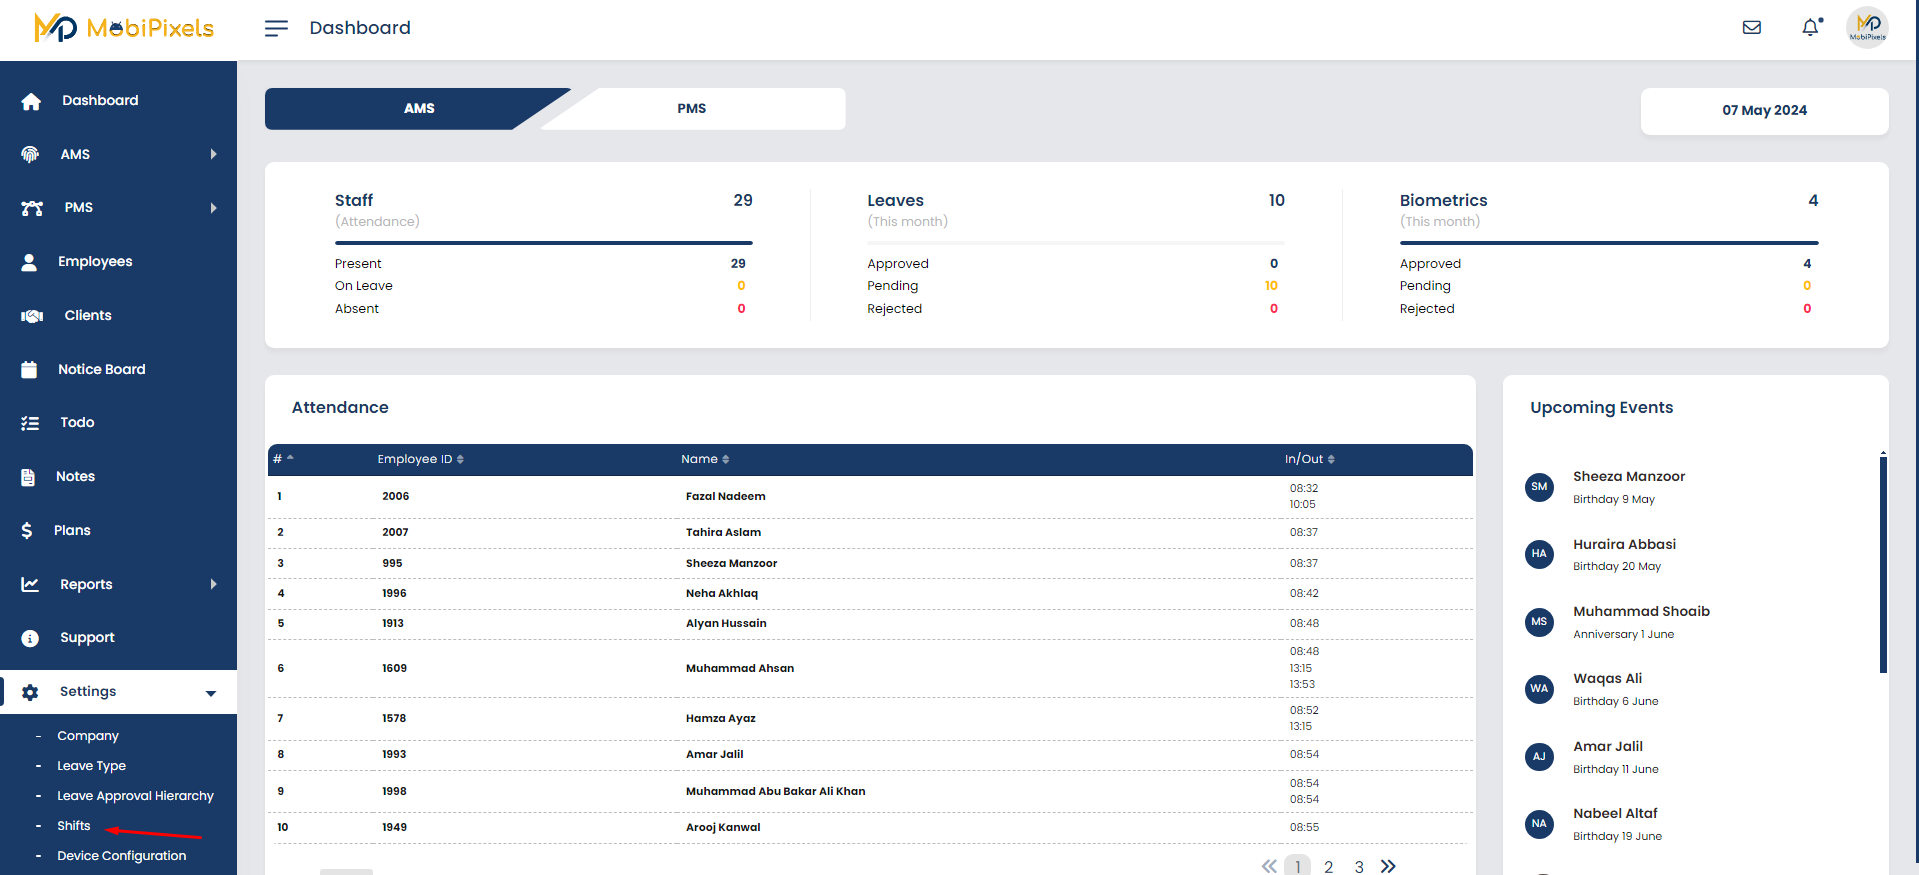 MobiPixels
Dashboard
MobiPixels
Dashboard
AMS
PMS
Employees
Clients
Notice Board
Todo
Notes
Plans
Reports
Support
Settings
- Company
- Leave Type
- Leave Approval Hierarchy
- Shifts
- Device Configuration
AMS
PMS
07 May 2024
Staff 29
(Attendance)
Present 29
On Leave 0
Absent 0
Leaves 10
(This month)
Approved 0
Pending 10
Rejected 0
Biometrics 4
(This month)
Approved 4
Pending 0
Rejected 0
Attendance
# Employee ID Name In/Out
1 2006 Fazal Nadeem 08:32
10:05
2 2007 Tahira Aslam 08:37
3 995 Sheeza Manzoor 08:37
4 1996 Neha Akhlaq 08:42
5 1913 Alyan Hussain 08:48
6 1609 Muhammad Ahsan 08:48
13:15
13:53
7 1578 Hamza Ayaz 08:52
13:15
8 1993 Amar Jalil 08:54
9 1998 Muhammad Abu Bakar Ali Khan 08:54
08:54
10 1949 Arooj Kanwal 08:55
1 2 3
Upcoming Events
SM Sheeza Manzoor
Birthday 9 May
HA Huraira Abbasi
Birthday 20 May
MS Muhammad Shoaib
Anniversary 1 June
WA Waqas Ali
Birthday 6 June
AJ Amar Jalil
Birthday 11 June
NA Nabeel Altaf
Birthday 19 June